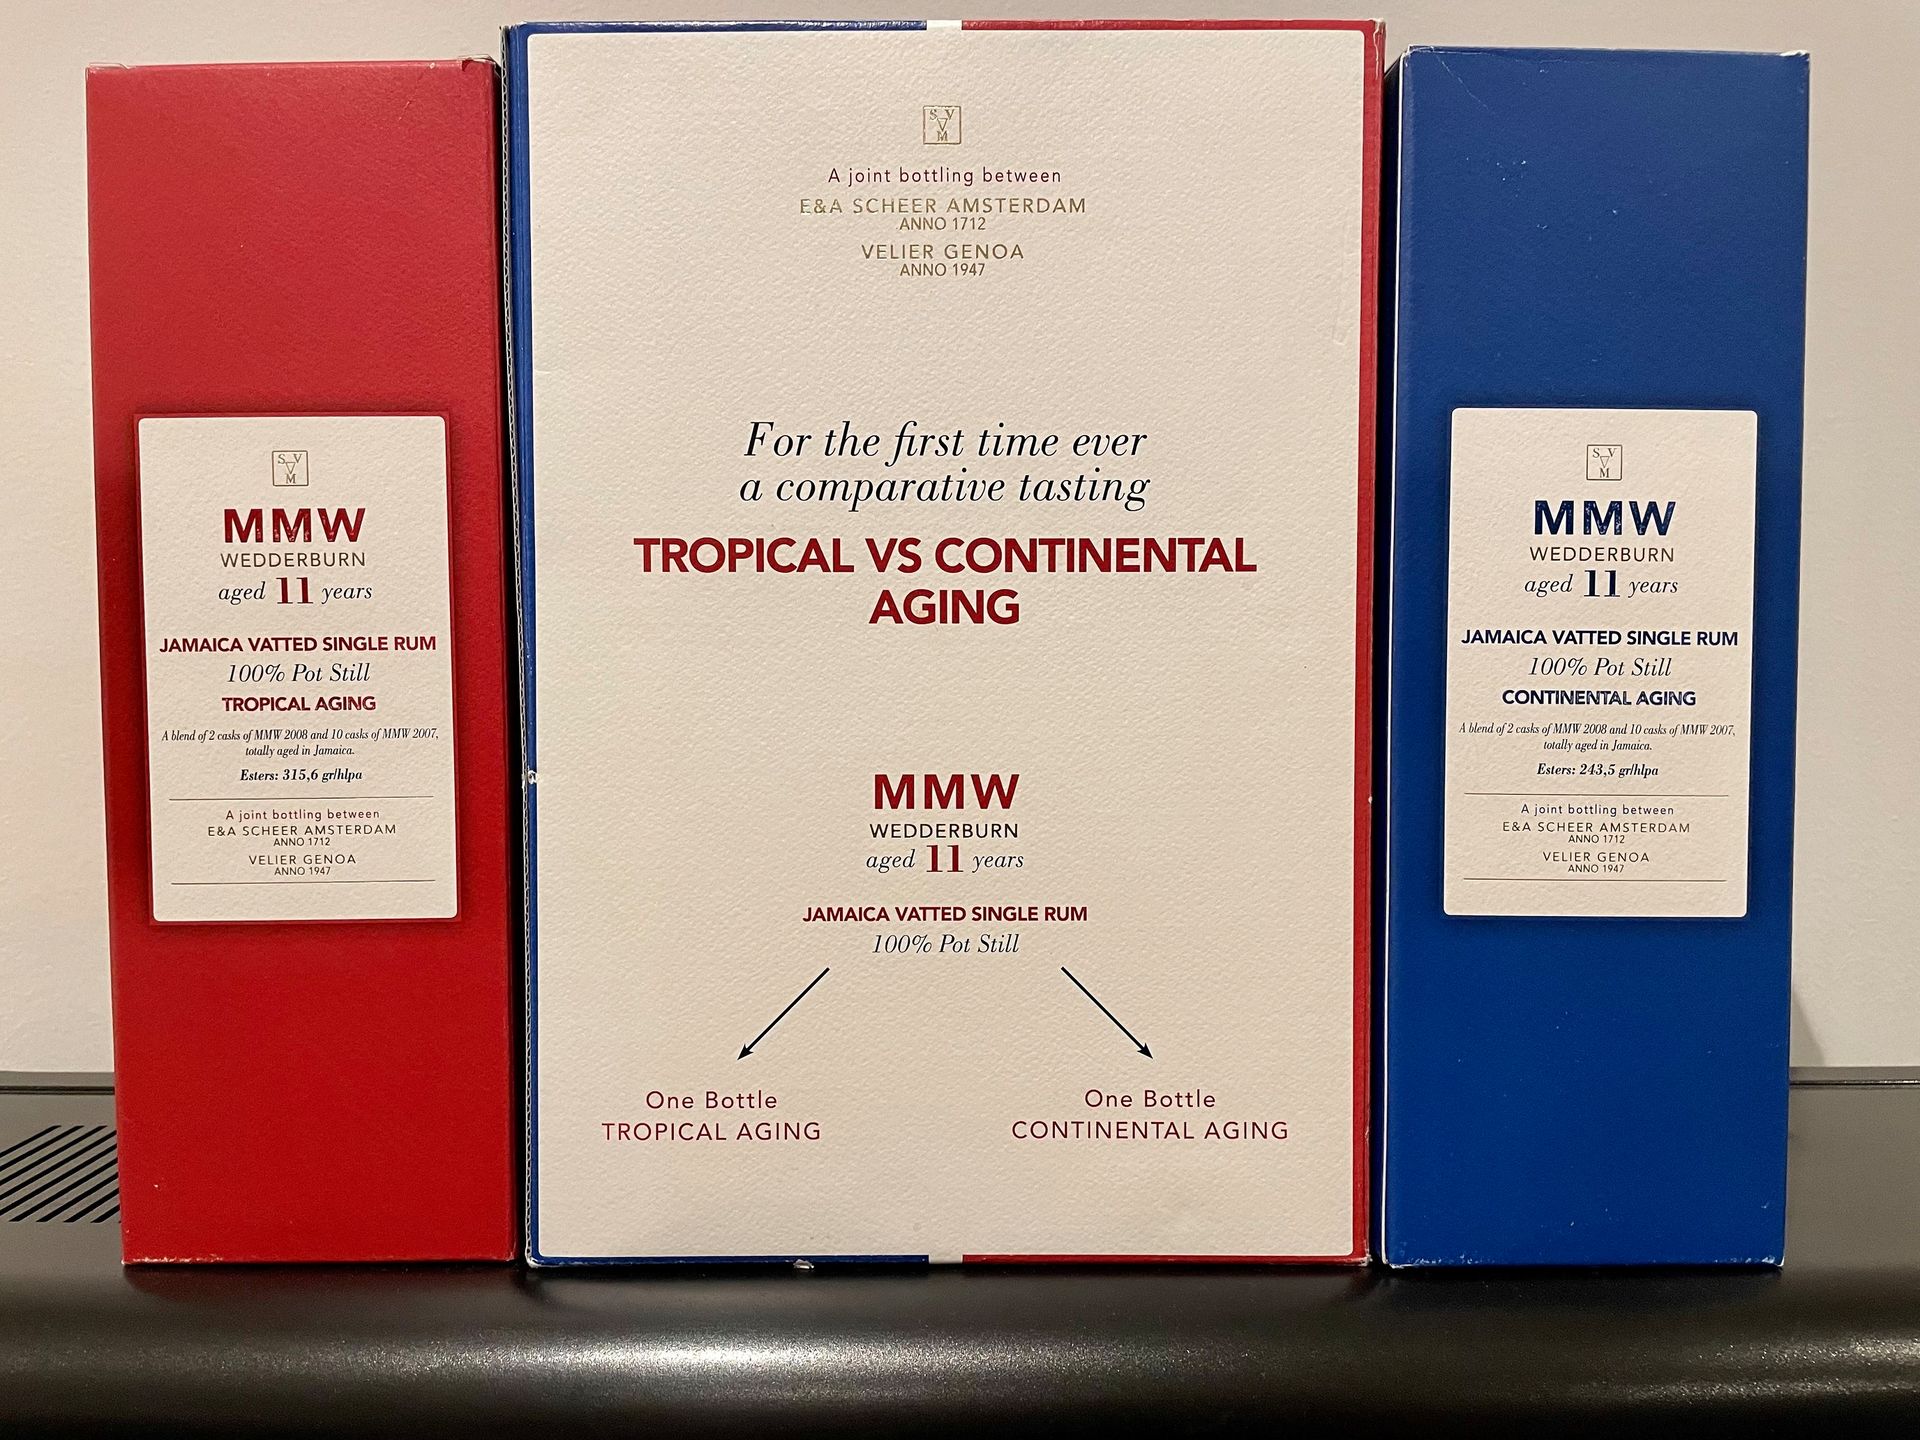 S V
M
MMW
WEDDERBURN
aged 11 years
JAMAICA VATTED SINGLE RUM
100% Pot Still
TROPICAL AGING
A blend of 2 casks of MMW 2008 and 10 casks of MMW 2007,
totally aged in Jamaica.
Esters: 315,6 gr/hlpa
A joint bottling between
E&A SCHEER AMSTERDAM
ANNO 1712
VELIER GENOA
ANNO 1947
S V
M
A joint bottling between
E&A SCHEER AMSTERDAM
ANNO 1712
VELIER GENOA
ANNO 1947
For the first time ever
a comparative tasting
TROPICAL VS CONTINENTAL
AGING
MMW
WEDDERBURN
aged 11 years
JAMAICA VATTED SINGLE RUM
100% Pot Still
One Bottle
TROPICAL AGING
One Bottle
CONTINENTAL AGING
S V
M
MMW
WEDDERBURN
aged 11 years
JAMAICA VATTED SINGLE RUM
100% Pot Still
CONTINENTAL AGING
A blend of 2 casks of MMW 2008 and 10 casks of MMW 2007,
totally aged in Jamaica.
Esters: 243,5 gr/hlpa
A joint bottling between
E&A SCHEER AMSTERDAM
ANNO 1712
VELIER GENOA
ANNO 1947